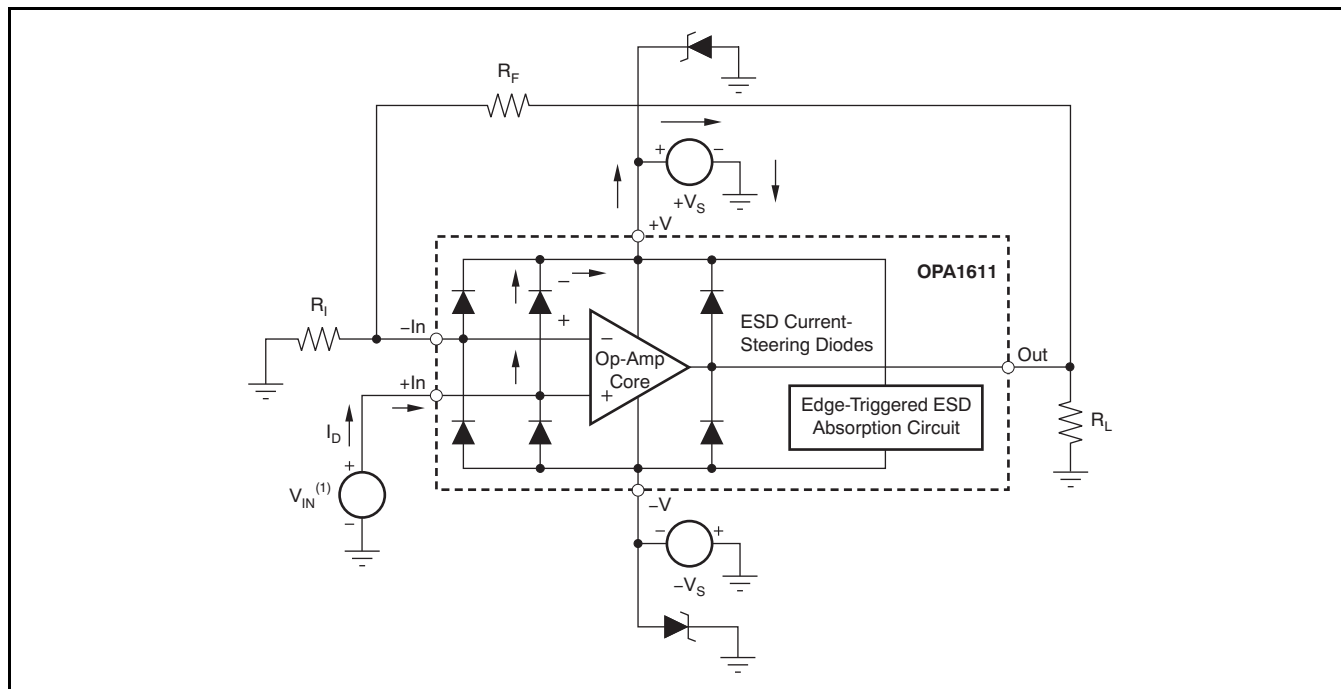 R_F
+ −
+V_S
+V
OPA1611
−
+
R_I
−In
−
ESD Current-
Steering Diodes
Op-Amp
Core
Out
+In
+
Edge-Triggered ESD
Absorption Circuit
R_L
I_D
+
V_IN^(1)
−
−V
− +
−V_S